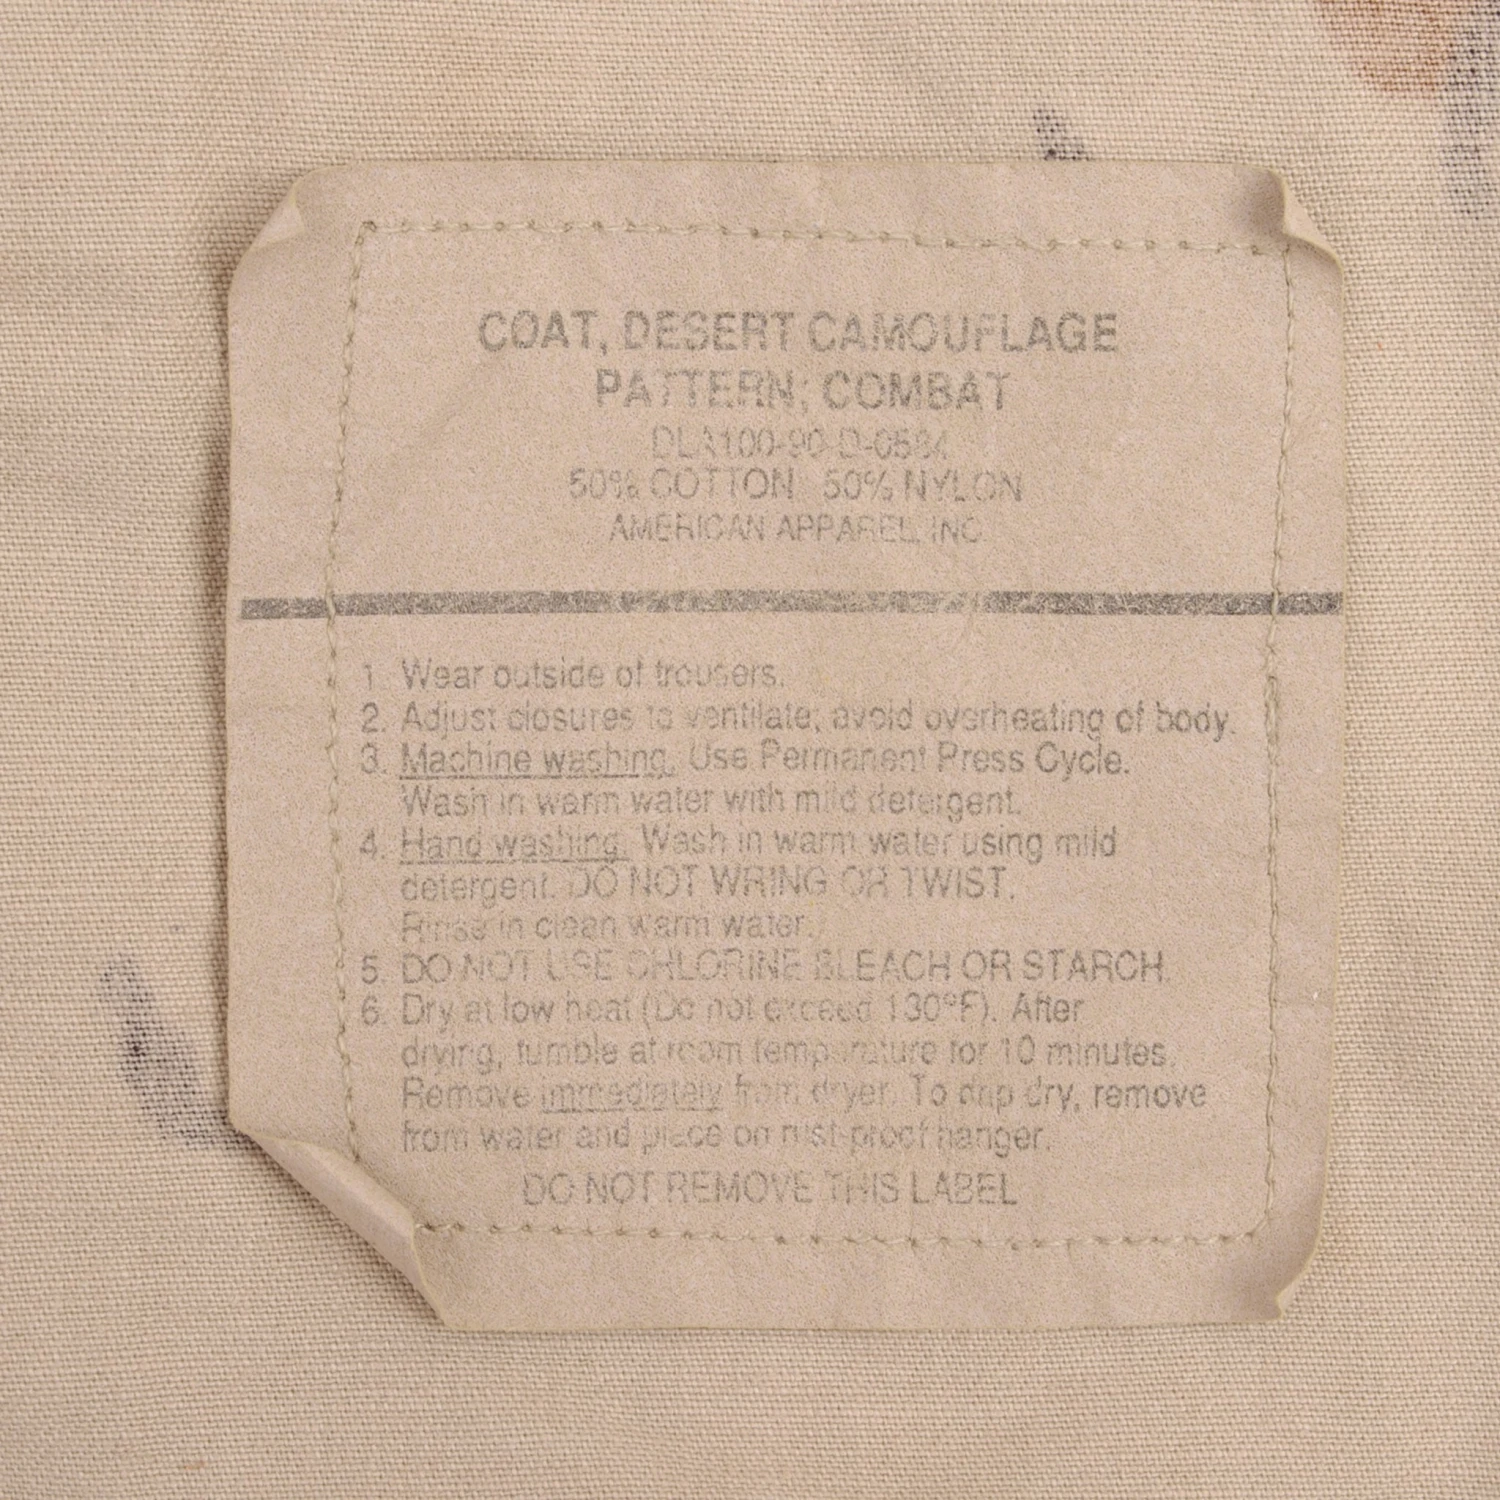 COAT, DESERT CAMOUFLAGE
PATTERN; COMBAT
DLA100-90-D-0584
50% COTTON 50% NYLON
AMERICAN APPAREL, INC.
1. Wear outside of trousers.
2. Adjust closures to ventilate; avoid overheating of body.
3. Machine washing. Use Permanent Press Cycle.
Wash in warm water with mild detergent.
4. Hand washing. Wash in warm water using mild
detergent. DO NOT WRING OR TWIST.
Rinse in clean warm water.
5. DO NOT USE CHLORINE BLEACH OR STARCH.
6. Dry at low heat (Do not exceed 130°F). After
drying, tumble at room temperature for 10 minutes.
Remove immediately from dryer. To drip dry, remove
from water and place on rust-proof hanger.
DO NOT REMOVE THIS LABEL